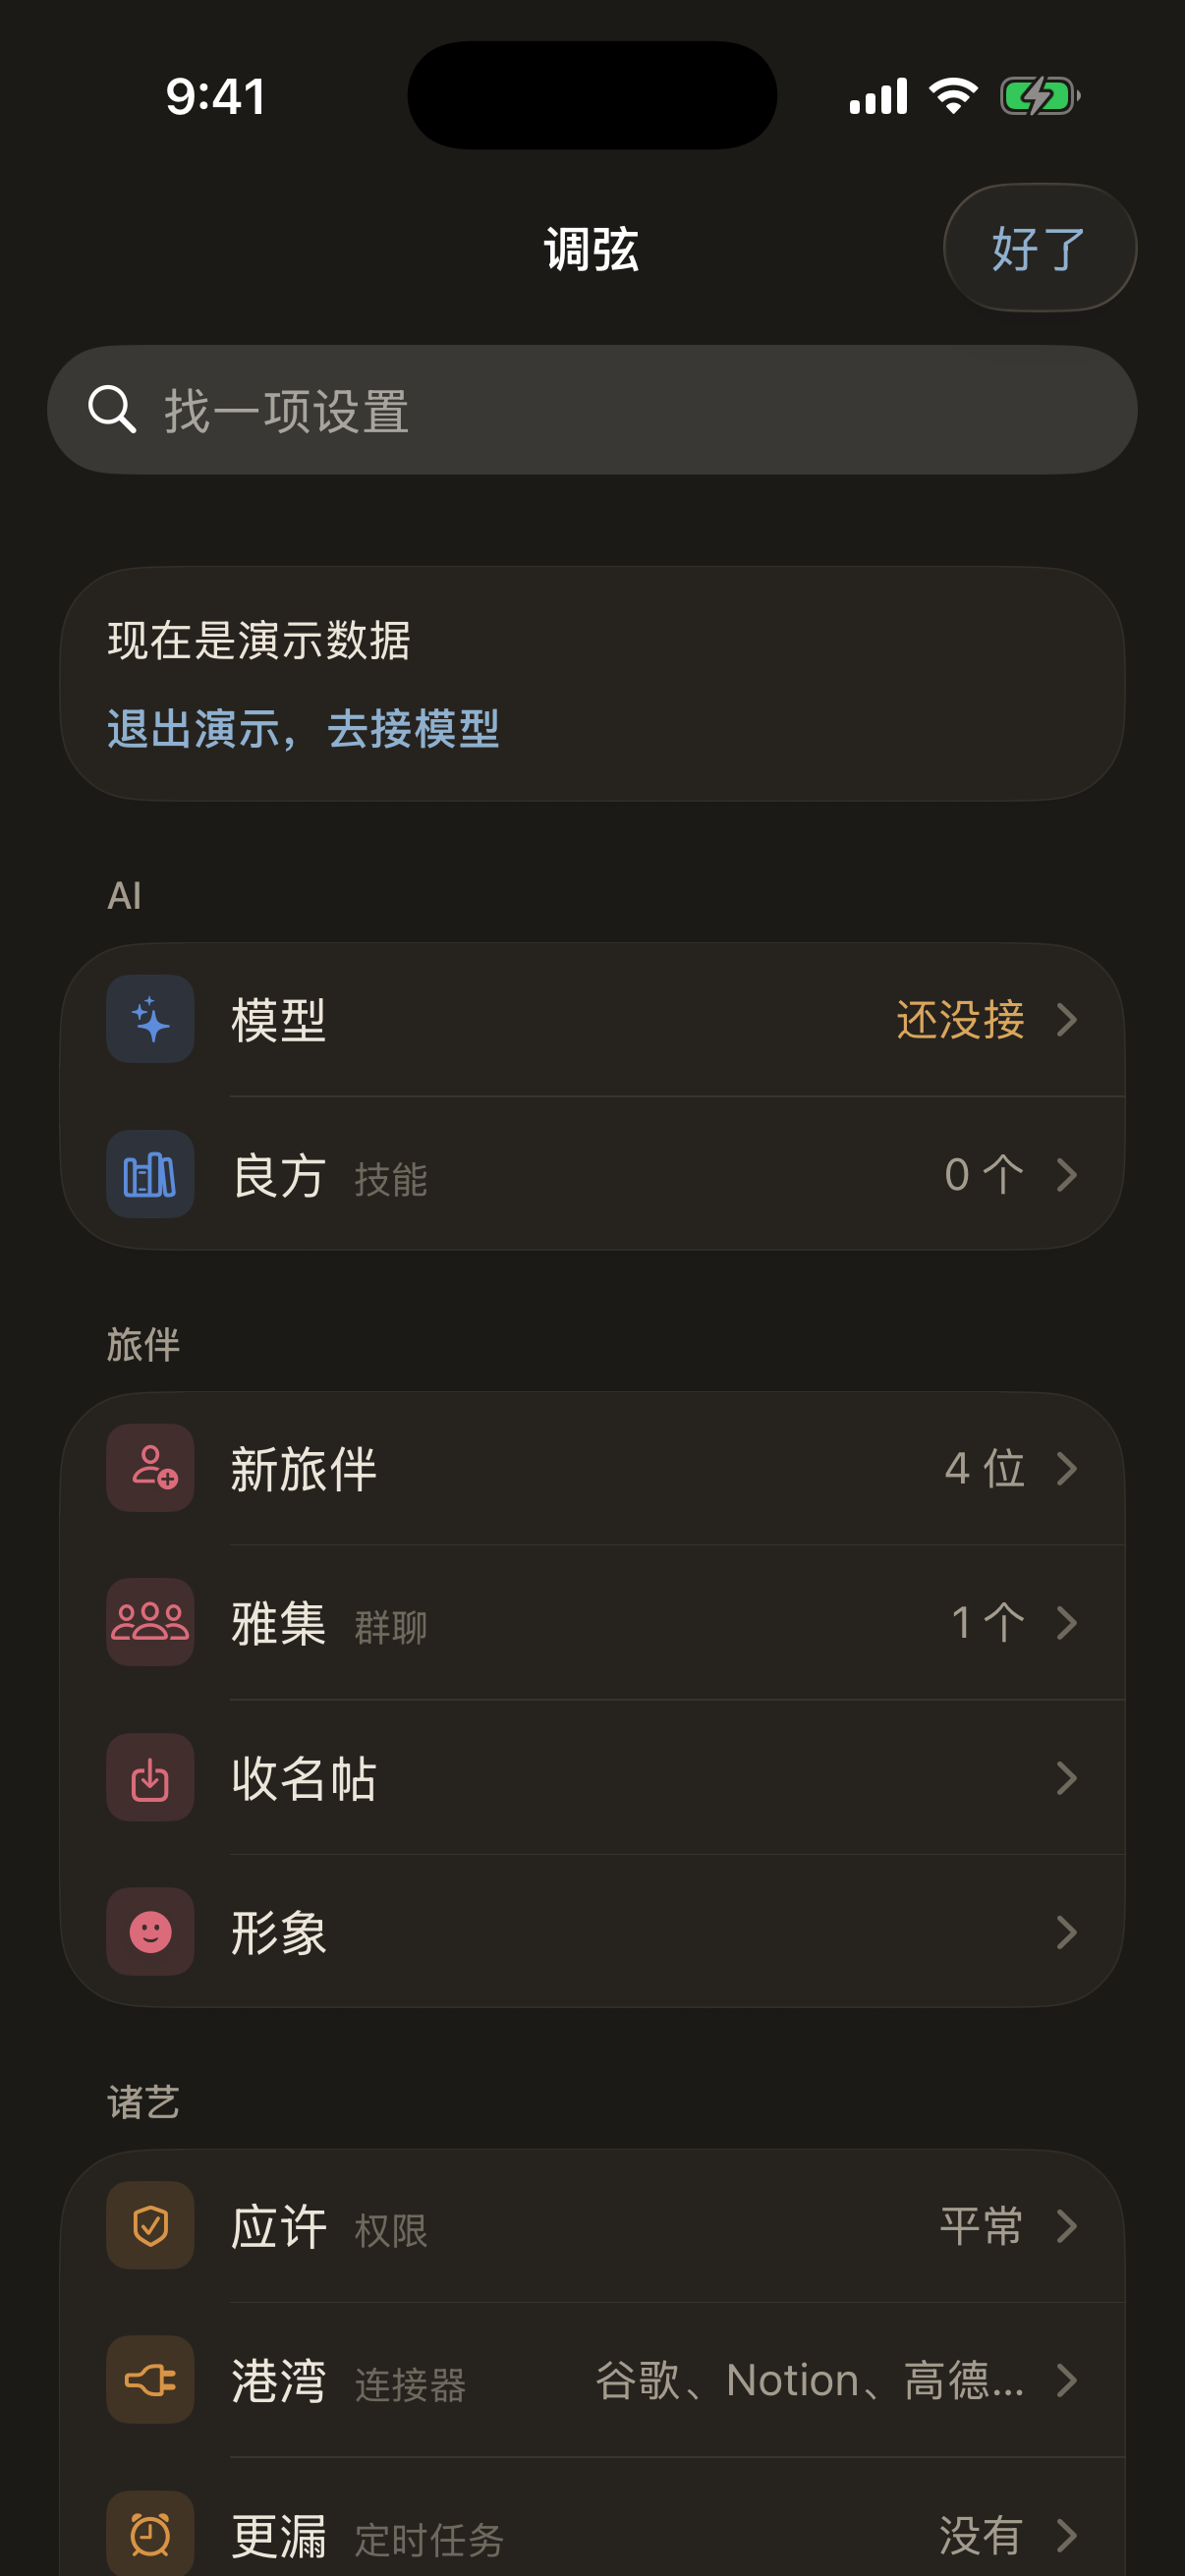 9:41
调弦
好了
找一项设置
现在是演示数据
退出演示，去接模型
AI
模型 还没接
良方 技能 0 个
旅伴
新旅伴 4 位
雅集 群聊 1 个
收名帖
形象
诸艺
应许 权限 平常
港湾 连接器 谷歌、Notion、高德…
更漏 定时任务 没有